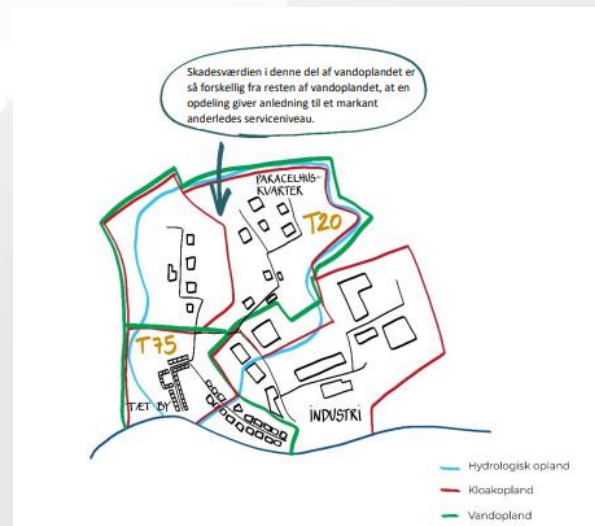 Skadesværdien i denne del af vandoplandet er
så forskellig fra resten af vandoplandet, at en
opdeling giver anledning til et markant
anderledes serviceniveau.
PARACELHUS-
KVARTER
T20
T75
TÆT BY
INDUSTRI
Hydrologisk opland
Kloakopland
Vandopland